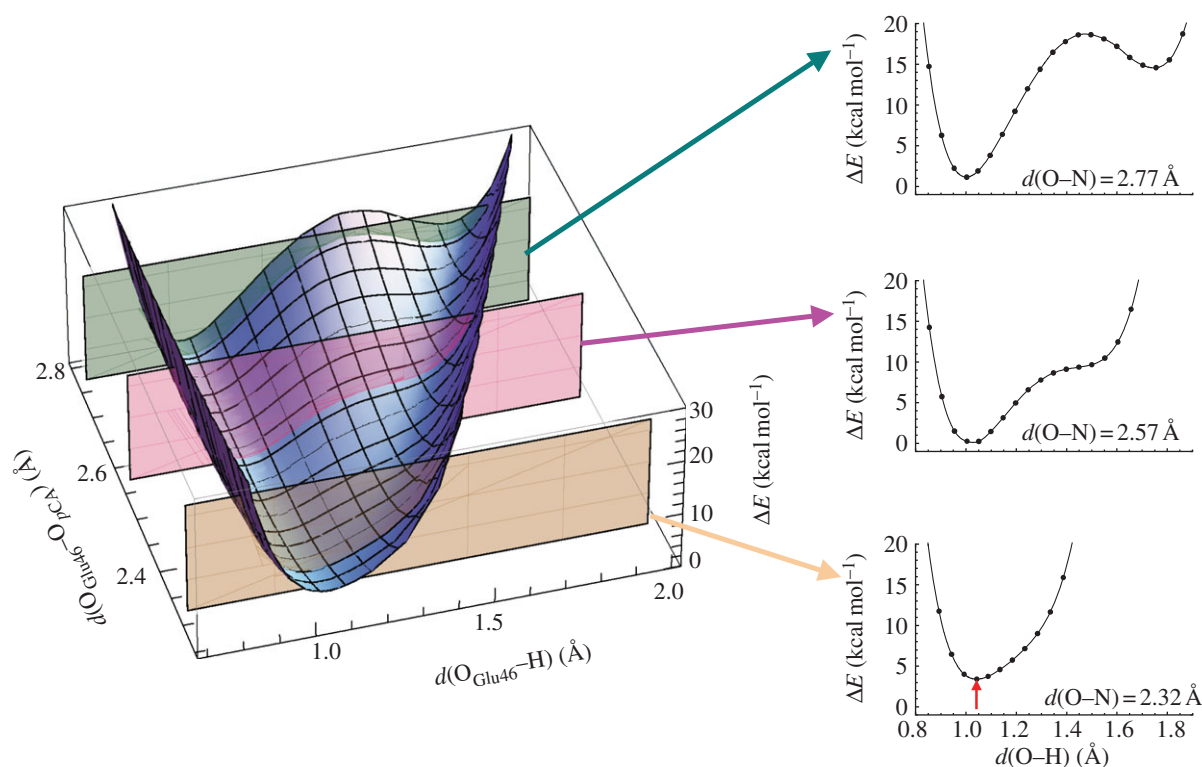 2.8
2.6
2.4
d(O_Glu46–O_pCA) (Å)
1.0
1.5
2.0
d(O_Glu46–H) (Å)
30
20
10
0
ΔE (kcal mol⁻¹)
20
15
10
5
0
ΔE (kcal mol⁻¹)
d(O–N) = 2.77 Å
20
15
10
5
0
ΔE (kcal mol⁻¹)
d(O–N) = 2.57 Å
20
15
10
5
0
ΔE (kcal mol⁻¹)
d(O–N) = 2.32 Å
0.8 1.0 1.2 1.4 1.6 1.8
d(O–H) (Å)